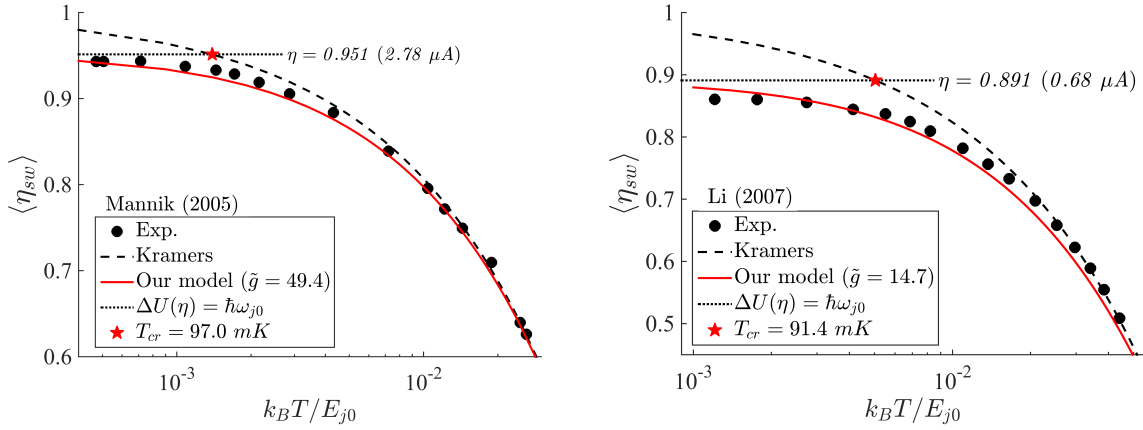 1
0.9
0.8
0.7
0.6
⟨η_sw⟩
η = 0.951 (2.78 μA)
Mannik (2005)
Exp.
Kramers
Our model (g̃ = 49.4)
ΔU(η) = ℏω_j0
T_cr = 97.0 mK
10^-3
10^-2
k_BT/E_j0
1
0.9
0.8
0.7
0.6
0.5
⟨η_sw⟩
η = 0.891 (0.68 μA)
Li (2007)
Exp.
Kramers
Our model (g̃ = 14.7)
ΔU(η) = ℏω_j0
T_cr = 91.4 mK
10^-3
10^-2
k_BT/E_j0